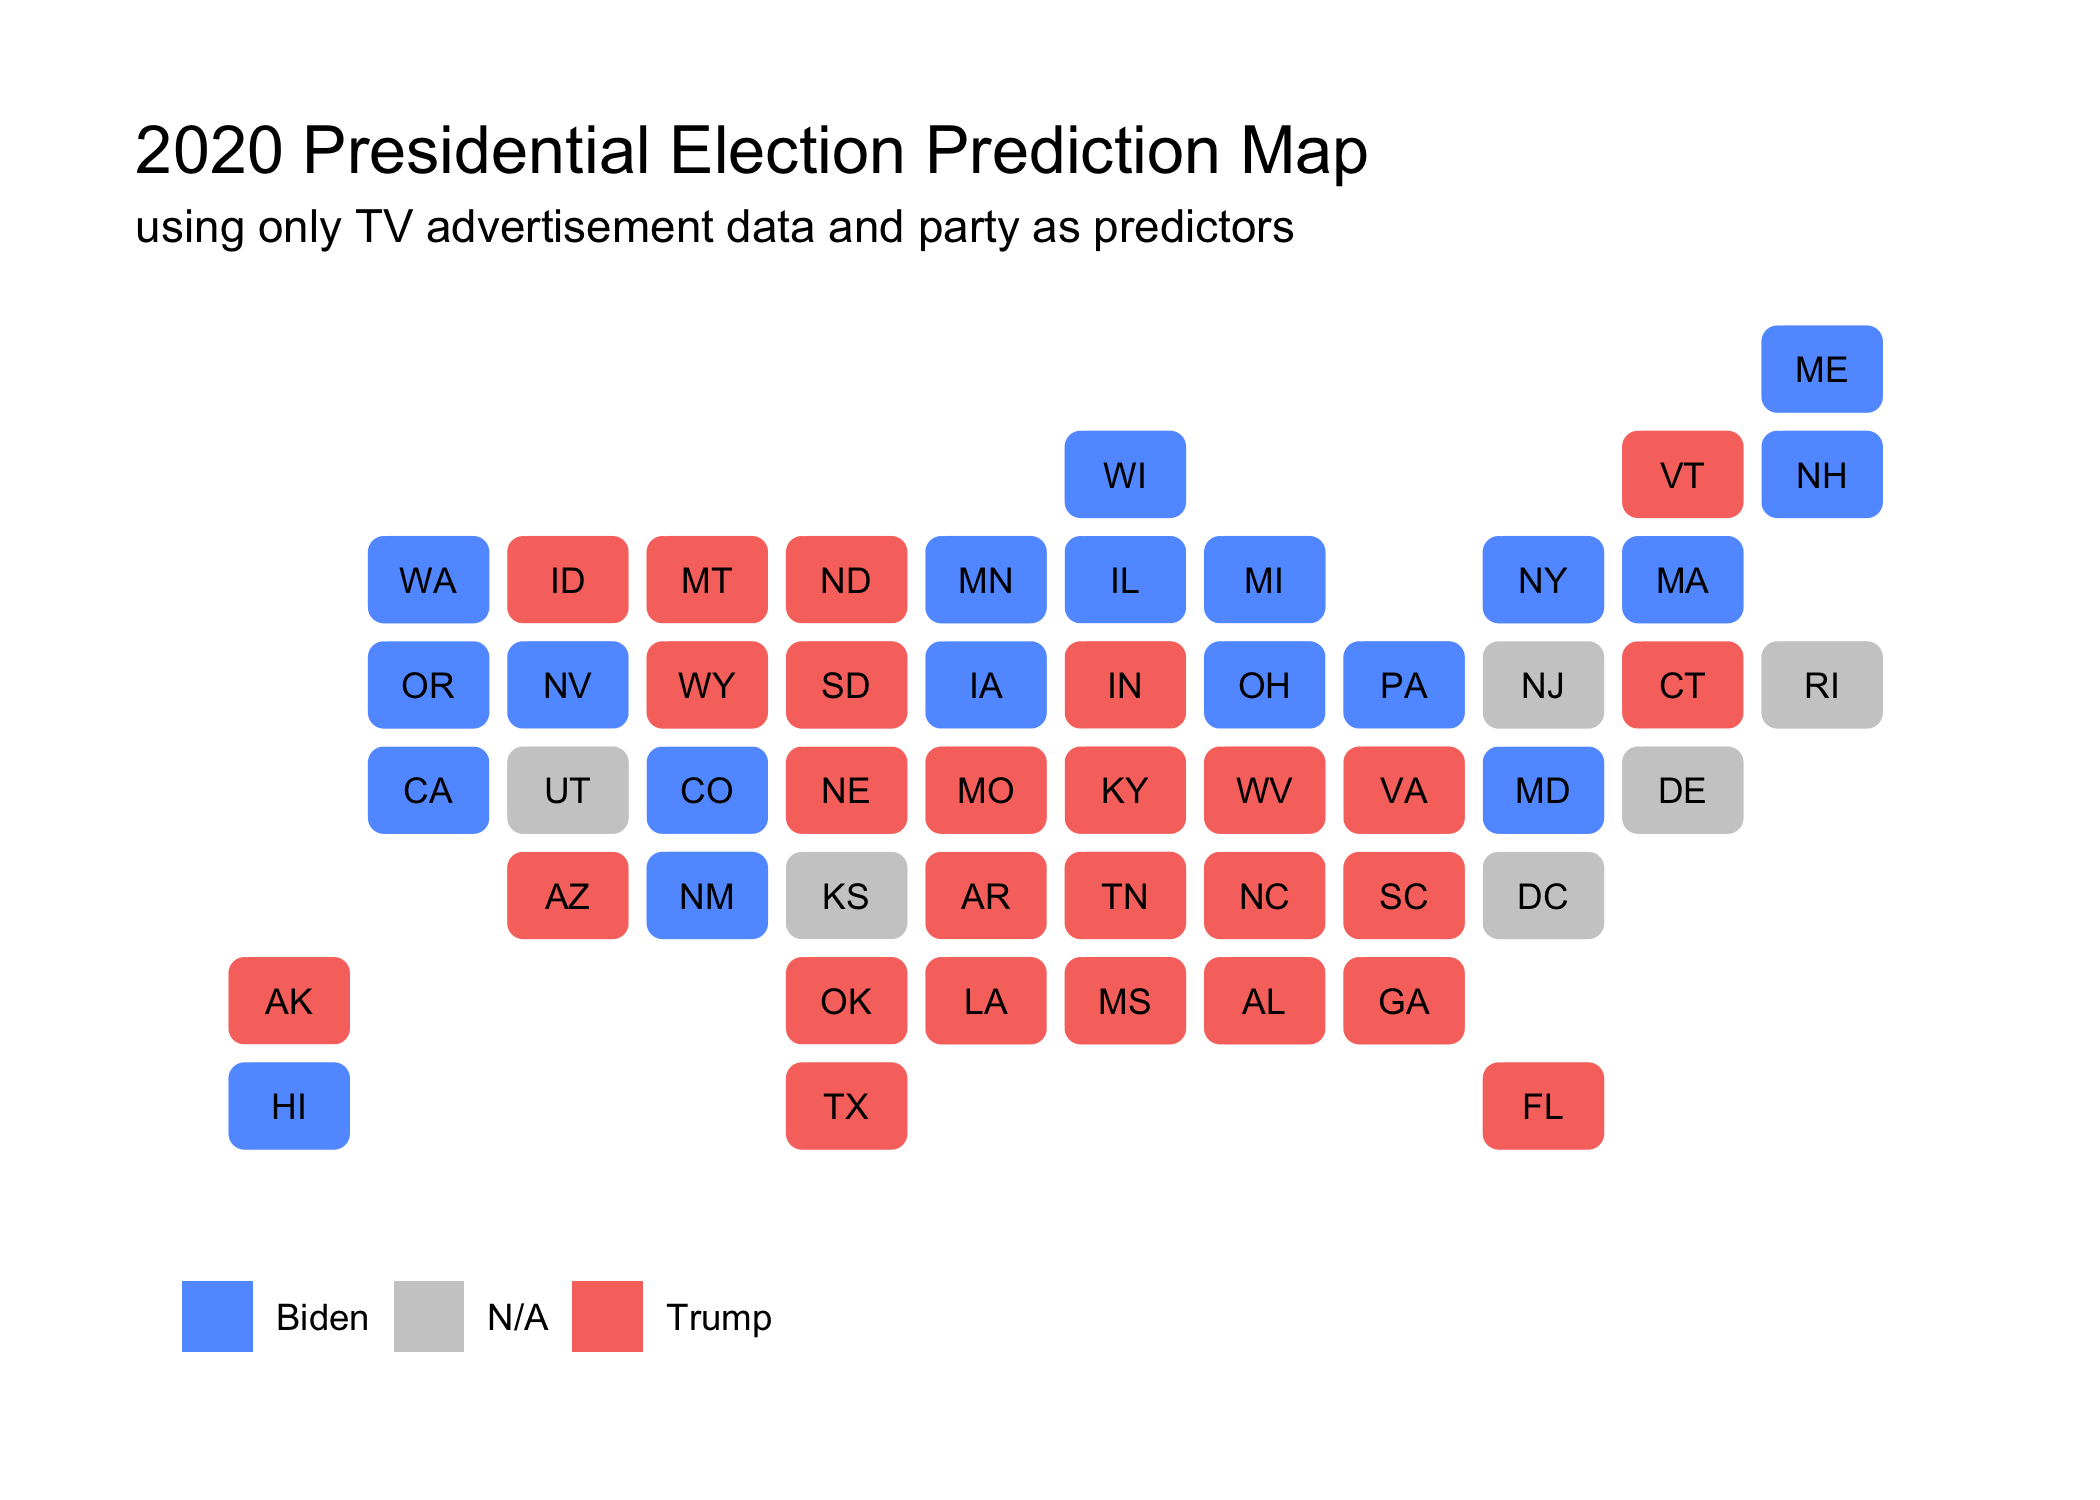 2020 Presidential Election Prediction Map
using only TV advertisement data and party as predictors
ME
WI VT NH
WA ID MT ND MN IL MI NY MA
OR NV WY SD IA IN OH PA NJ CT RI
CA UT CO NE MO KY WV VA MD DE
AZ NM KS AR TN NC SC DC
AK OK LA MS AL GA
HI TX FL
Biden N/A Trump